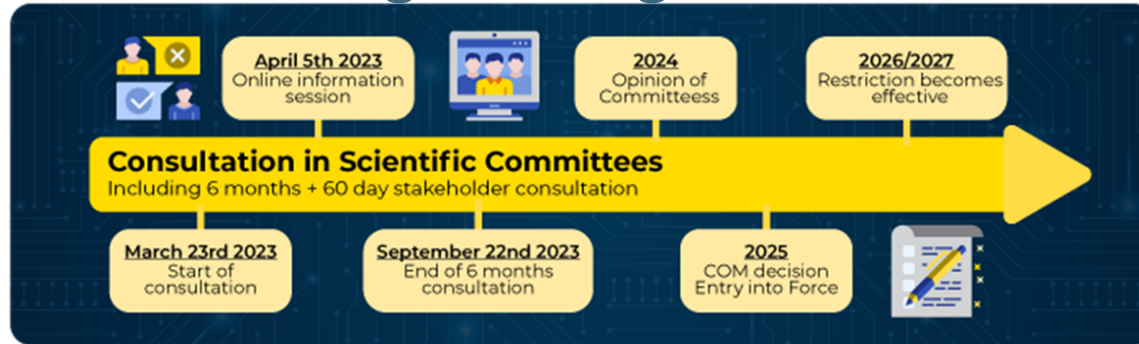 April 5th 2023
Online information
session
2024
Opinion of
Committeess
2026/2027
Restriction becomes
effective
Consultation in Scientific Committees
Including 6 months + 60 day stakeholder consultation
March 23rd 2023
Start of
consultation
September 22nd 2023
End of 6 months
consultation
2025
COM decision
Entry into Force